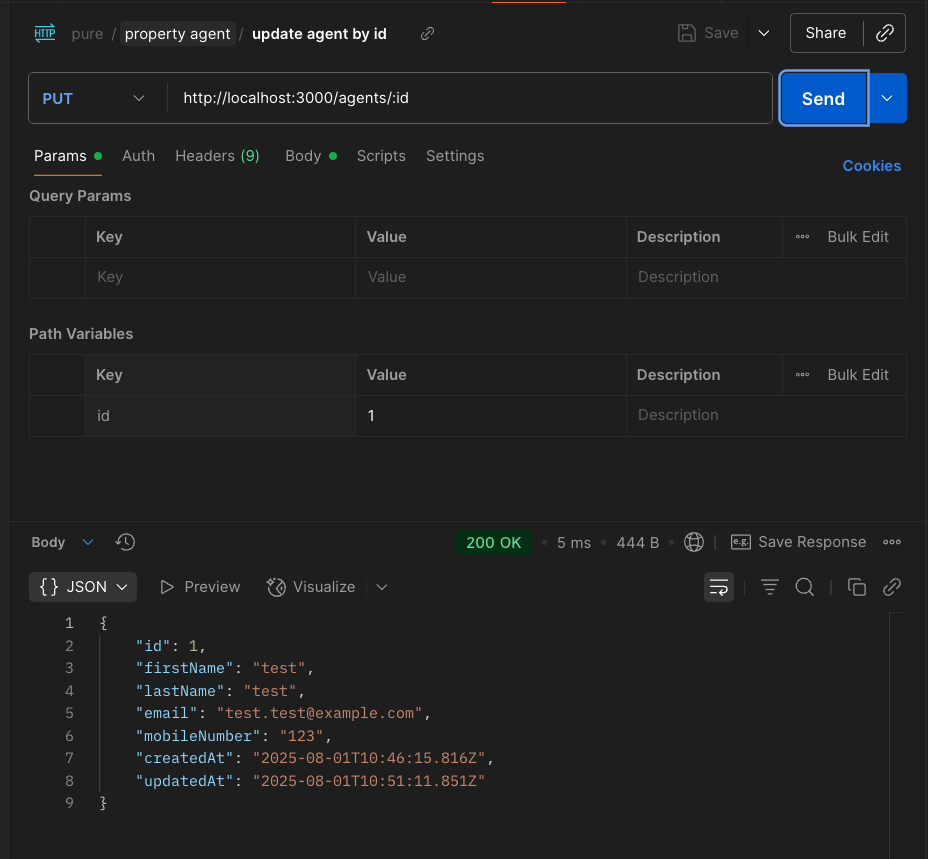 HTTP pure / property agent / update agent by id Save Share
PUT http://localhost:3000/agents/:id Send
Params Auth Headers (9) Body Scripts Settings
Cookies
Query Params
Key Value Description Bulk Edit
Key Value Description
Path Variables
Key Value Description Bulk Edit
id 1 Description
Body 200 OK 5 ms 444 B e.g. Save Response
{} JSON Preview Visualize
1 {
2 "id": 1,
3 "firstName": "test",
4 "lastName": "test",
5 "email": "test.test@example.com",
6 "mobileNumber": "123",
7 "createdAt": "2025-08-01T10:46:15.816Z",
8 "updatedAt": "2025-08-01T10:51:11.851Z"
9 }